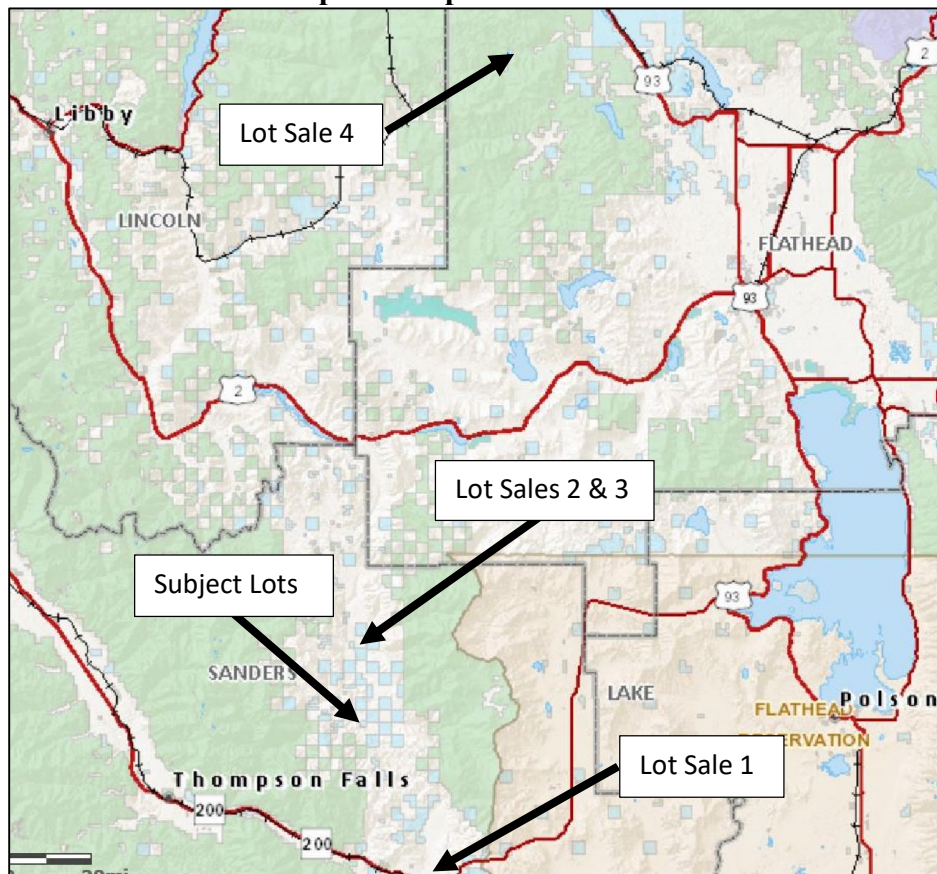 2
93
Libby
Lot Sale 4
LINCOLN
FLATHEAD
93
2
Lot Sales 2 & 3
Subject Lots
93
SANDERS
LAKE
Polson
FLATHEAD
RESERVATION
Thompson Falls
Lot Sale 1
200
200